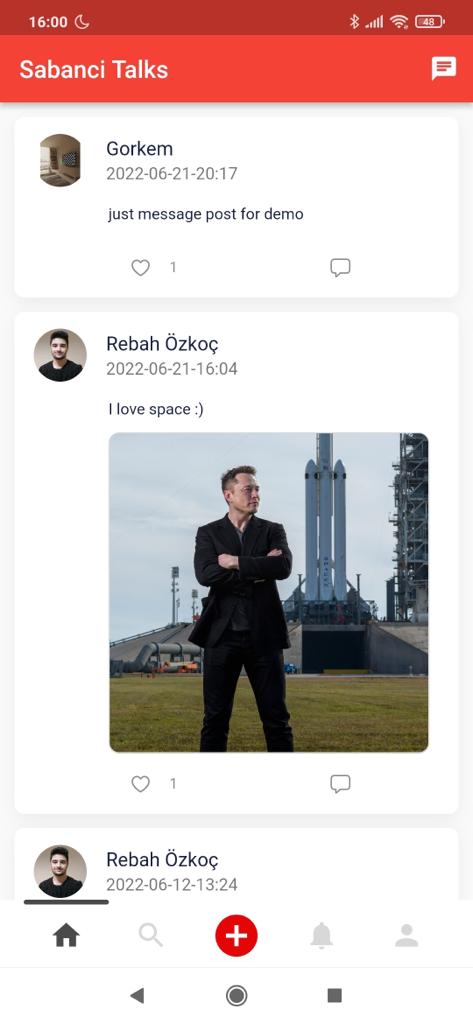 16:00
48
Sabanci Talks
Gorkem
2022-06-21-20:17
just message post for demo
1
Rebah Özkoç
2022-06-21-16:04
I love space :)
SPACEX
1
Rebah Özkoç
2022-06-12-13:24